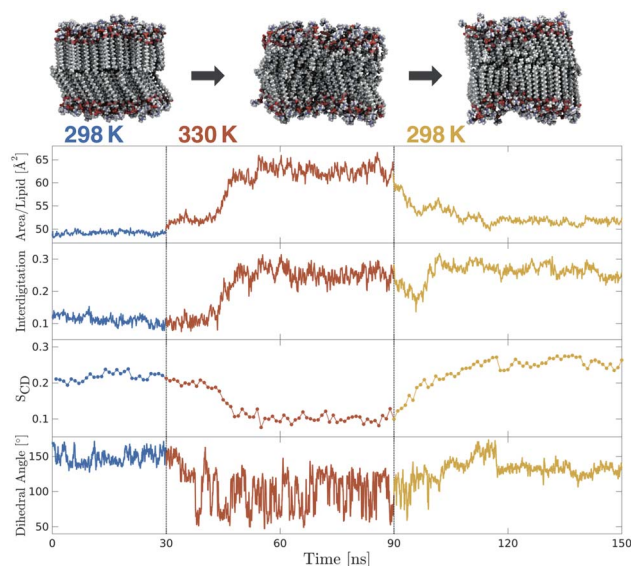 298 K 330 K 298 K
Area/Lipid [Å²]
65
60
55
50
Interdigitation
0.3
0.2
0.1
S_CD
0.3
0.2
0.1
Dihedral Angle [°]
150
100
50
0 30 60 90 120 150
Time [ns]